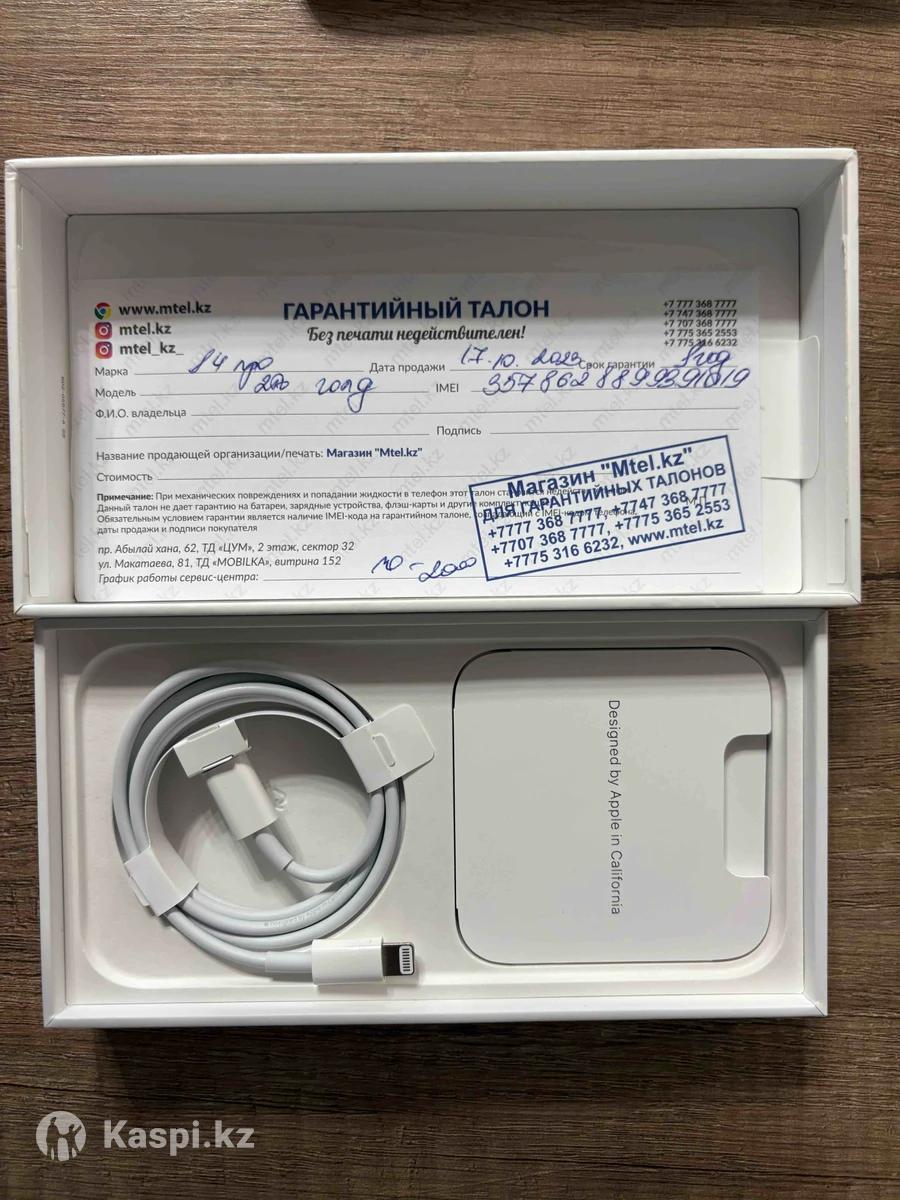 www.mtel.kz
mtel.kz
mtel_kz_
ГАРАНТИЙНЫЙ ТАЛОН
Без печати недействителен!
+7 777 368 7777
+7 747 368 7777
+7 707 368 7777
+7 775 365 2553
+7 775 316 6232
Марка 14 про Дата продажи 17.10.2023 Срок гарантии 1 год
Модель голд IMEI
Ф.И.О. владельца
Подпись
Название продающей организации/печать: Магазин "Mtel.kz"
Стоимость
Примечание: При механических повреждениях и попадании жидкости в телефон этот талон
Данный талон не дает гарантию на батареи, зарядные устройства, флэш-карты и другие
Обязательным условием гарантии является наличие IMEI-кода на гарантийном талоне,
даты продажи и подписи покупателя
пр. Абылай хана, 62, ТД «ЦУМ», 2 этаж, сектор 32
ул. Макатаева, 81, ТД «MOBILKA», витрина 152
График работы сервис-центра: 10-2000
Магазин "Mtel.kz"
ДЛЯ ГАРАНТИЙНЫХ ТАЛОНОВ
+7777 368 7777, +7747 368 7777
+7707 368 7777, +7775 365 2553
+7775 316 6232, www.mtel.kz
Designed by Apple in California
Kaspi.kz